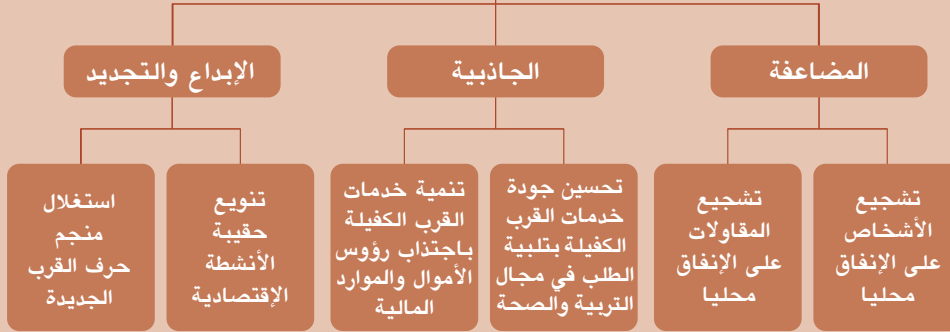 المضاعفة
الجاذبية
الإبداع والتجديد
تشجيع
الأشخاص
على الإنفاق
محليا
تشجيع
المقاولات
على الإنفاق
محليا
تحسين جودة
خدمات القرب
الكفيلة بتلبية
الطلب في مجال
التربية والصحة
تنمية خدمات
القرب الكفيلة
باجتذاب رؤوس
الأموال والموارد
المالية
تنويع
حقيبة
الأنشطة
الإقتصادية
استغلال
منجم
حرف القرب
الجديدة